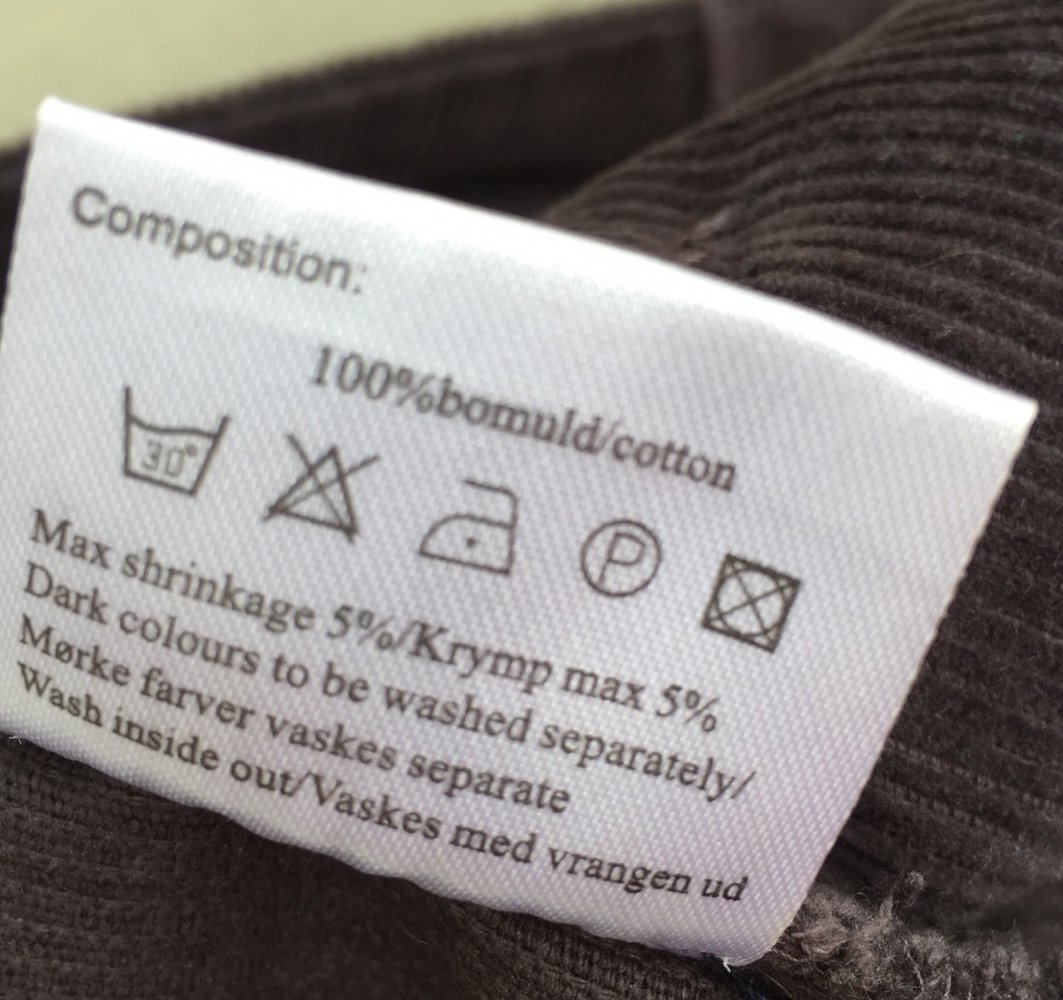 Composition:
100%bomuld/cotton
30° P
Max shrinkage 5%/Krymp max 5%
Dark colours to be washed separately/
Mørke farver vaskes separate
Wash inside out/Vaskes med vrangen ud